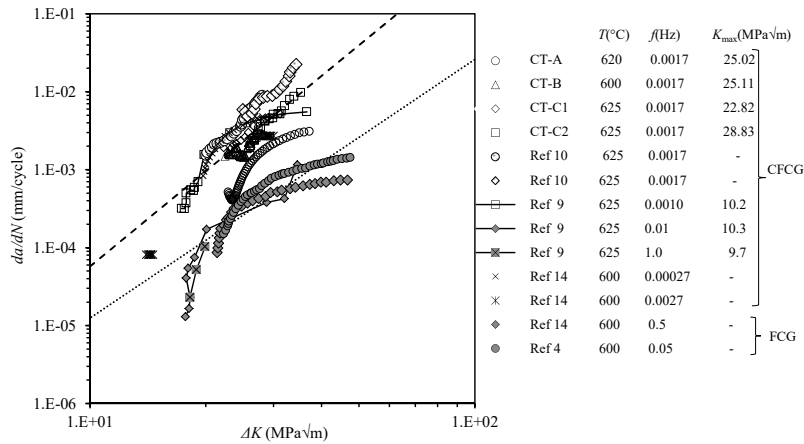 1.E-01
1.E-02
1.E-03
1.E-04
1.E-05
1.E-06
da/dN (mm/cycle)
1.E+01
1.E+02
ΔK (MPa√m)
T(°C) f(Hz) Kmax(MPa√m)
CT-A 620 0.0017 25.02
CT-B 600 0.0017 25.11
CT-C1 625 0.0017 22.82
CT-C2 625 0.0017 28.83
Ref 10 625 0.0017 -
Ref 10 625 0.0017 -
Ref 9 625 0.0010 10.2
Ref 9 625 0.01 10.3
Ref 9 625 1.0 9.7
Ref 14 600 0.00027 -
Ref 14 600 0.0027 -
Ref 14 600 0.5 -
Ref 4 600 0.05 -
CFCG
FCG